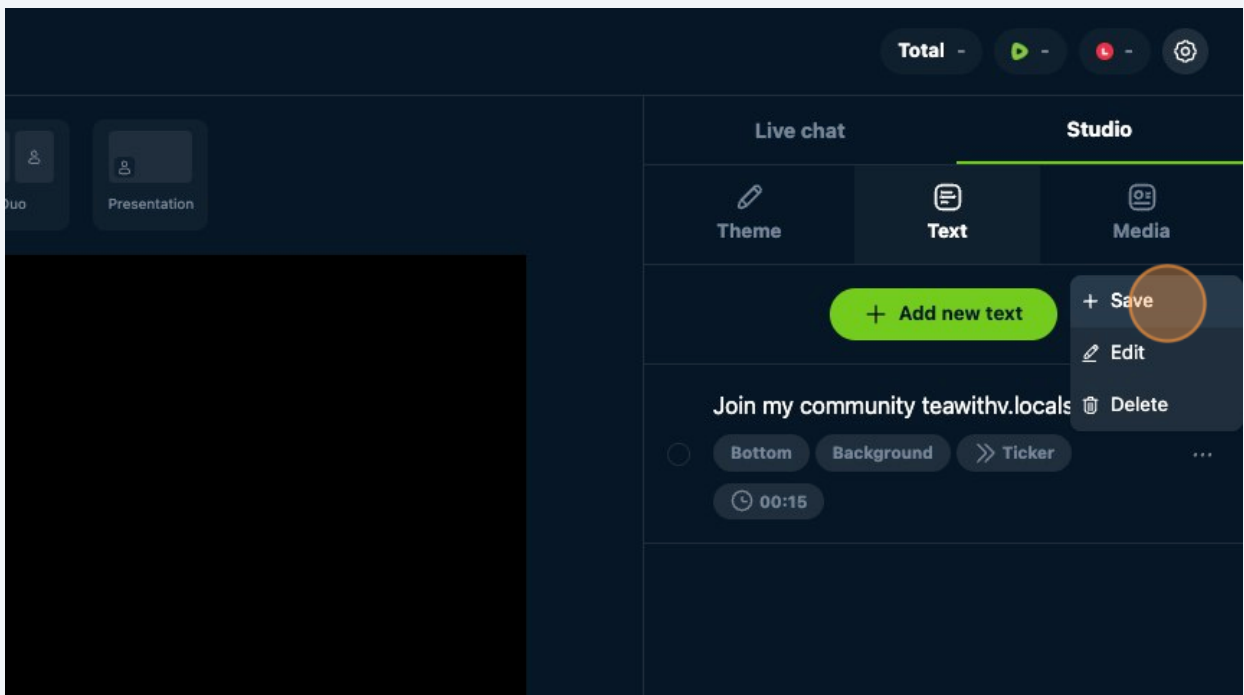 Total -
-
-
Live chat
Studio
Presentation
Theme
Text
Media
+ Add new text
+ Save
Edit
Delete
Join my community teawithv.locals
Bottom
Background
Ticker
...
00:15